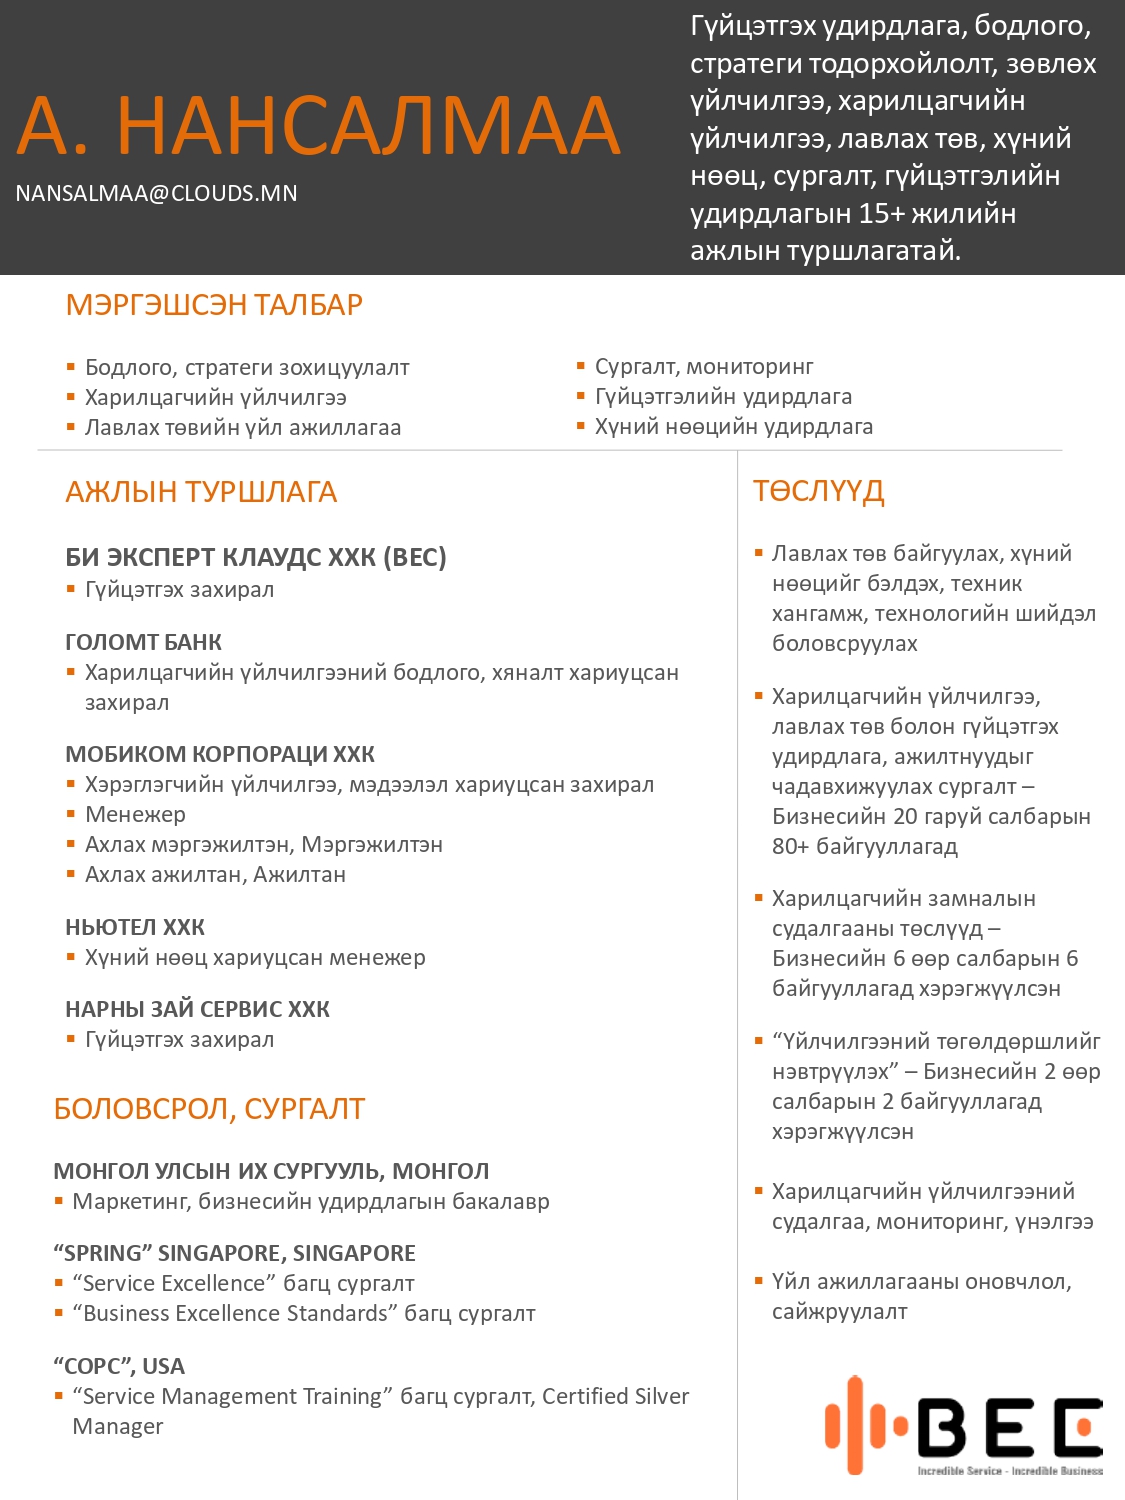 А. НАНСАЛМАА
NANSALMAA@CLOUDS.MN
Гүйцэтгэх удирдлага, бодлого,
стратеги тодорхойлолт, зөвлөх
үйлчилгээ, харилцагчийн
үйлчилгээ, лавлах төв, хүний
нөөц, сургалт, гүйцэтгэлийн
удирдлагын 15+ жилийн
ажлын туршлагатай.
МЭРГЭШСЭН ТАЛБАР
▪ Бодлого, стратеги зохицуулалт
▪ Харилцагчийн үйлчилгээ
▪ Лавлах төвийн үйл ажиллагаа
▪ Сургалт, мониторинг
▪ Гүйцэтгэлийн удирдлага
▪ Хүний нөөцийн удирдлага
АЖЛЫН ТУРШЛАГА
БИ ЭКСПЕРТ КЛАУДС ХХК (BEC)
▪ Гүйцэтгэх захирал
ГОЛОМТ БАНК
▪ Харилцагчийн үйлчилгээний бодлого, хяналт хариуцсан
захирал
МОБИКОМ КОРПОРАЦИ ХХК
▪ Хэрэглэгчийн үйлчилгээ, мэдээлэл хариуцсан захирал
▪ Менежер
▪ Ахлах мэргэжилтэн, Мэргэжилтэн
▪ Ахлах ажилтан, Ажилтан
НЬЮТЕЛ ХХК
▪ Хүний нөөц хариуцсан менежер
НАРНЫ ЗАЙ СЕРВИС ХХК
▪ Гүйцэтгэх захирал
БОЛОВСРОЛ, СУРГАЛТ
МОНГОЛ УЛСЫН ИХ СУРГУУЛЬ, МОНГОЛ
▪ Маркетинг, бизнесийн удирдлагын бакалавр
“SPRING” SINGAPORE, SINGAPORE
▪ “Service Excellence” багц сургалт
▪ “Business Excellence Standards” багц сургалт
“COPC”, USA
▪ “Service Management Training” багц сургалт, Certified Silver
Manager
ТӨСЛҮҮД
▪ Лавлах төв байгуулах, хүний
нөөцийг бэлдэх, техник
хангамж, технологийн шийдэл
боловсруулах
▪ Харилцагчийн үйлчилгээ,
лавлах төв болон гүйцэтгэх
удирдлага, ажилтнуудыг
чадавхижуулах сургалт –
Бизнесийн 20 гаруй салбарын
80+ байгууллагад
▪ Харилцагчийн замналын
судалгааны төслүүд –
Бизнесийн 6 өөр салбарын 6
байгууллагад хэрэгжүүлсэн
▪ “Үйлчилгээний төгөлдөршлийг
нэвтрүүлэх” – Бизнесийн 2 өөр
салбарын 2 байгууллагад
хэрэгжүүлсэн
▪ Харилцагчийн үйлчилгээний
судалгаа, мониторинг, үнэлгээ
▪ Үйл ажиллагааны оновчлол,
сайжруулалт
BEC
Incredible Service - Incredible Business